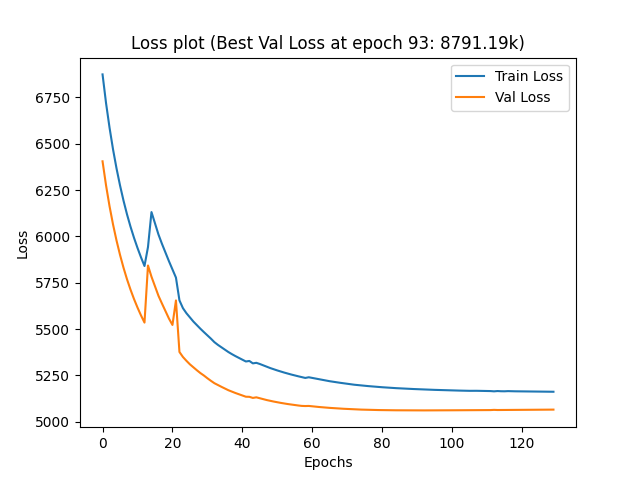 Loss plot (Best Val Loss at epoch 93: 8791.19k)
Train Loss
Val Loss
6750
6500
6250
6000
5750
5500
5250
5000
Loss
0 20 40 60 80 100 120
Epochs